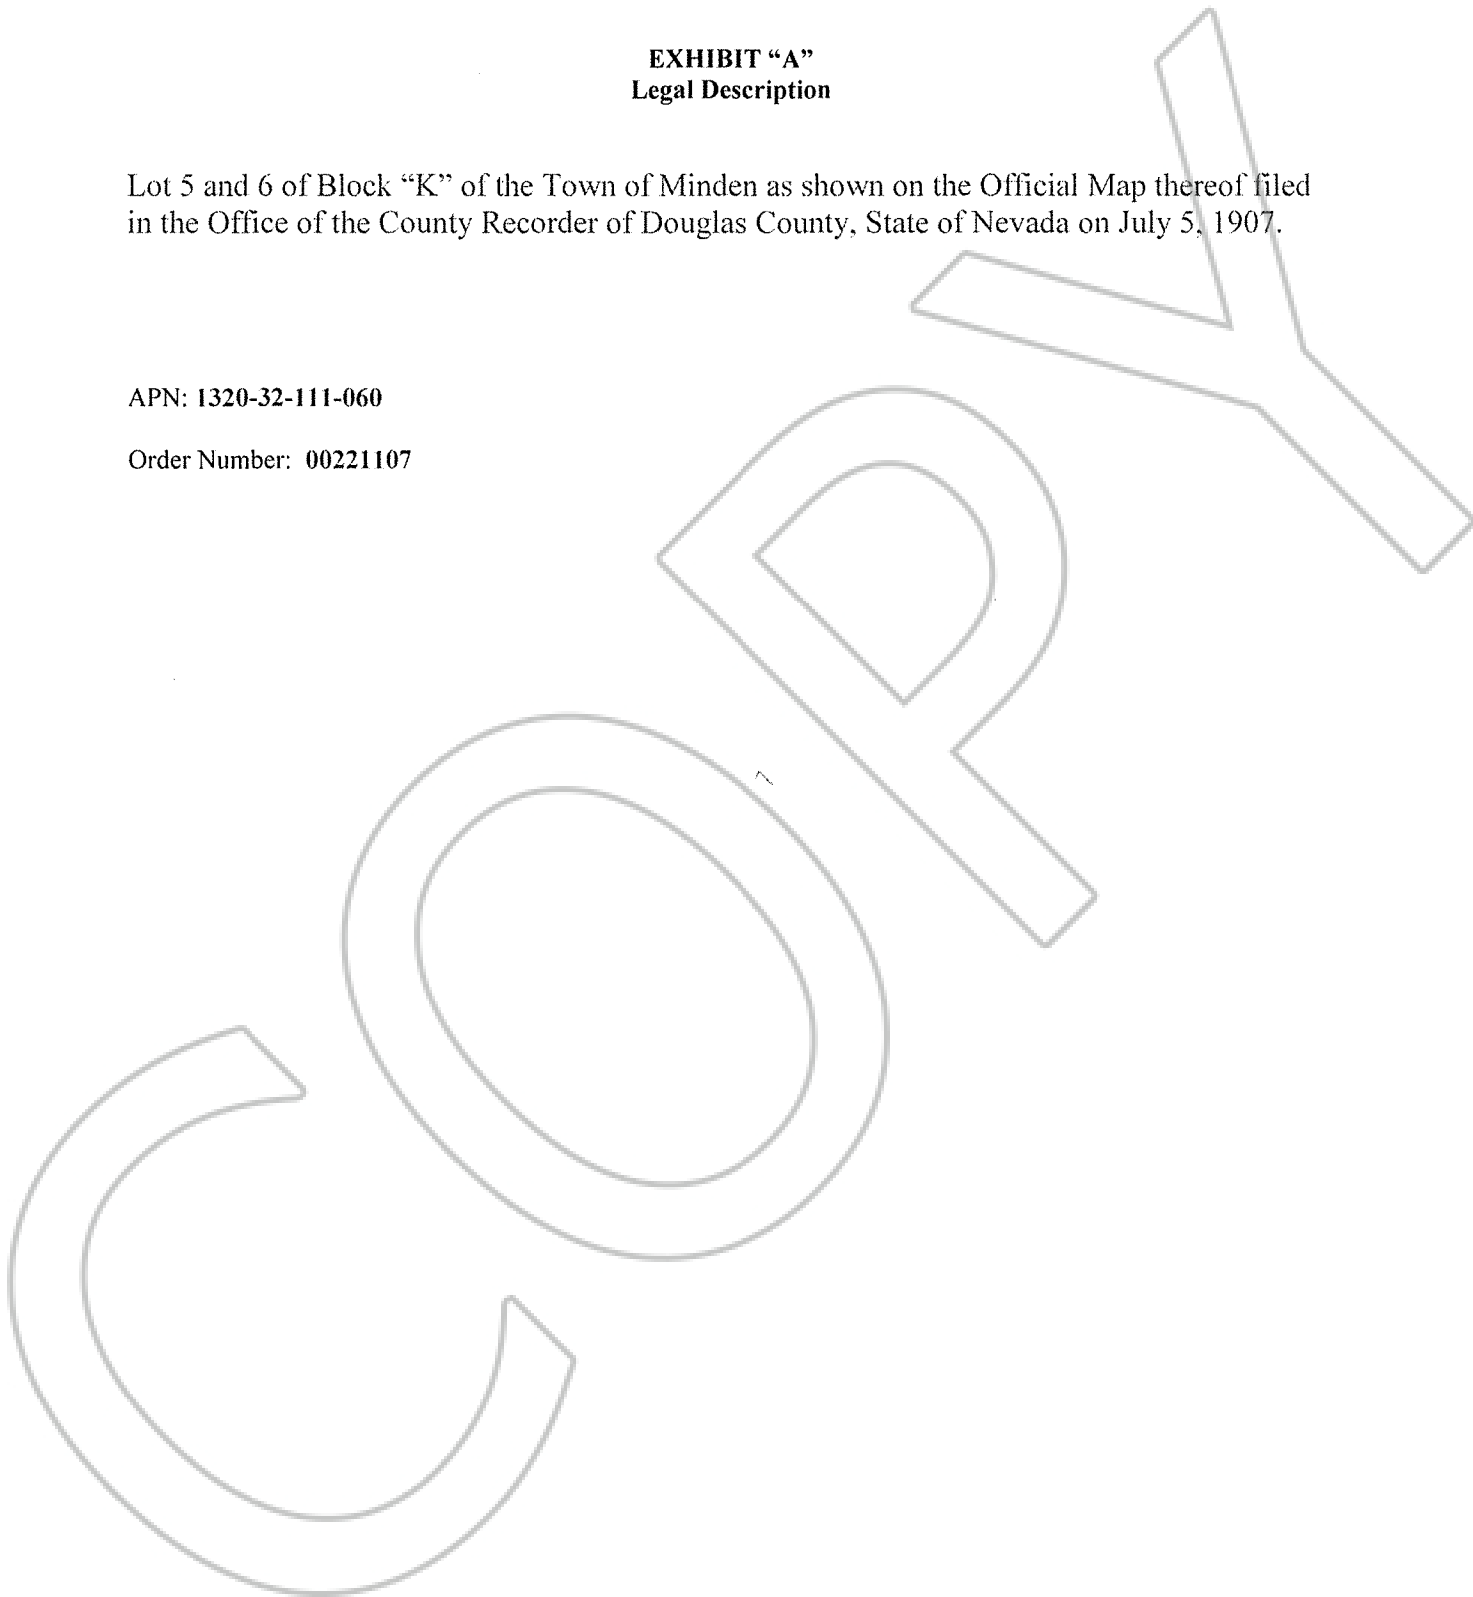 EXHIBIT “A”
Legal Description
Lot 5 and 6 of Block “K” of the Town of Minden as shown on the Official Map thereof filed
in the Office of the County Recorder of Douglas County, State of Nevada on July 5, 1907.
APN: 1320-32-111-060
Order Number: 00221107
COPY